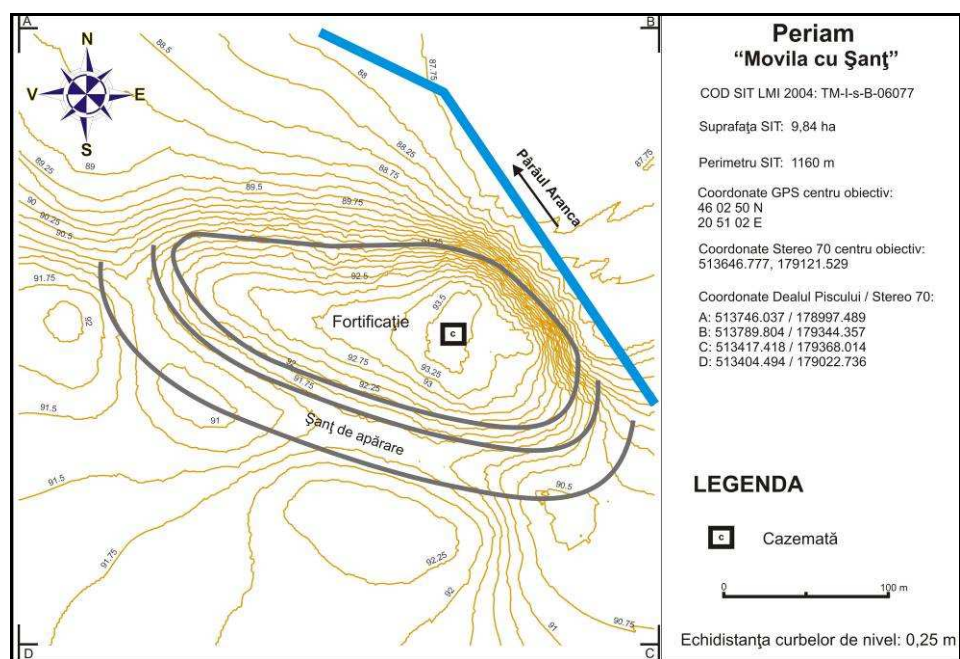 A
B
N
V
E
S
88.5
88
87.75
88.25
88.75
87.75
89
89.25
89.5
89.75
90
90.25
90.5
91.75
92
91.25
92.5
93.5
Pârâul Aranca
Fortificaţie
c
92
92.75
93.25
93
91.75
92.25
91.5
91
Şanţ de apărare
91.5
90.5
91.75
92.25
92
91
90.75
D
C
Periam
“Movila cu Şanţ”
COD SIT LMI 2004: TM-I-s-B-06077
Suprafaţa SIT: 9,84 ha
Perimetru SIT: 1160 m
Coordonate GPS centru obiectiv:
46 02 50 N
20 51 02 E
Coordonate Stereo 70 centru obiectiv:
513646.777, 179121.529
Coordonate Dealul Piscului / Stereo 70:
A: 513746.037 / 178997.489
B: 513789.804 / 179344.357
C: 513417.418 / 179368.014
D: 513404.494 / 179022.736
LEGENDA
c Cazemată
0 100 m
Echidistanţa curbelor de nivel: 0,25 m